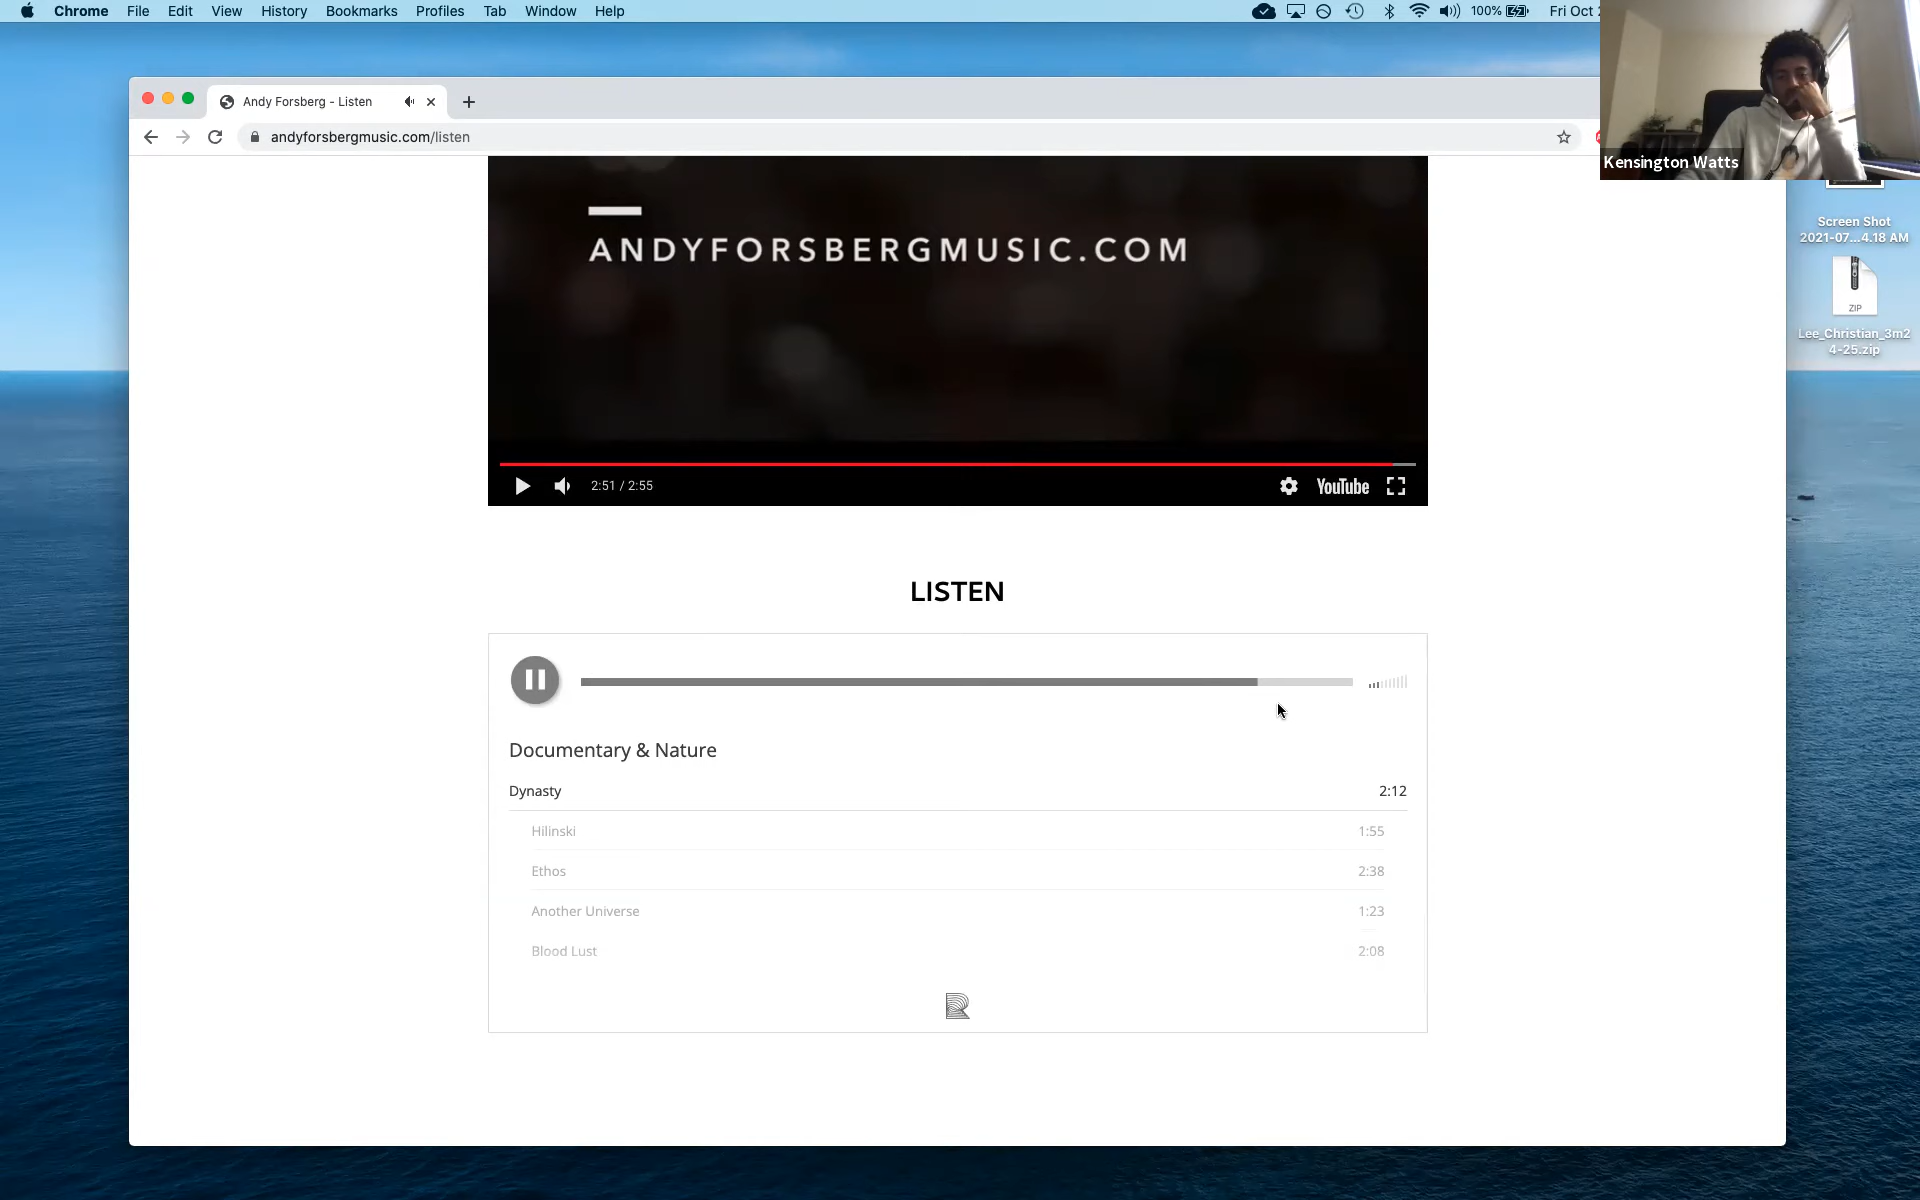 Chrome File Edit View History Bookmarks Profiles Tab Window Help 100% Fri Oct
Andy Forsberg - Listen
andyforsbergmusic.com/listen
Kensington Watts
Screen Shot
2021-07...4.18 AM
ZIP
Lee_Christian_3m2
4-25.zip
ANDYFORSBERGMUSIC.COM
2:51 / 2:55 YouTube
LISTEN
Documentary & Nature
Dynasty 2:12
Hilinski 1:55
Ethos 2:38
Another Universe 1:23
Blood Lust 2:08